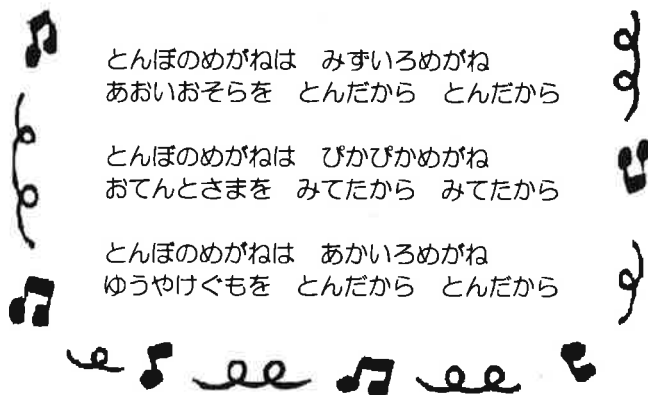 とんぼのめがねは　みずいろめがね
あおいおそらを　とんだから　とんだから
とんぼのめがねは　ぴかぴかめがね
おてんとさまを　みてたから　みてたから
とんぼのめがねは　あかいろめがね
ゆうやけぐもを　とんだから　とんだから